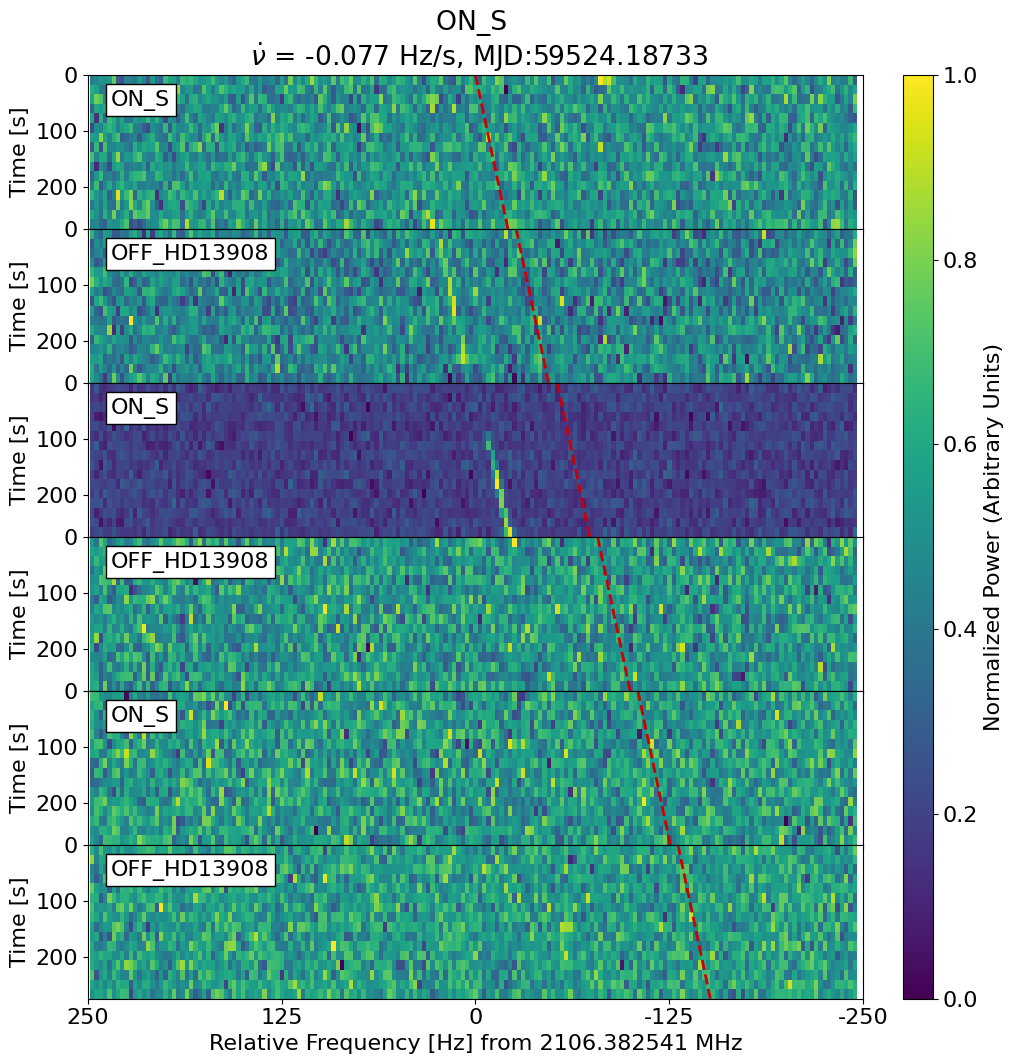 ON_S
ν̇ = -0.077 Hz/s, MJD:59524.18733
0
100
200
Time [s]
ON_S
0
100
200
Time [s]
OFF_HD13908
0
100
200
Time [s]
ON_S
0
100
200
Time [s]
OFF_HD13908
0
100
200
Time [s]
ON_S
0
100
200
Time [s]
OFF_HD13908
250 125 0 -125 -250
Relative Frequency [Hz] from 2106.382541 MHz
1.0
0.8
0.6
0.4
0.2
0.0
Normalized Power (Arbitrary Units)